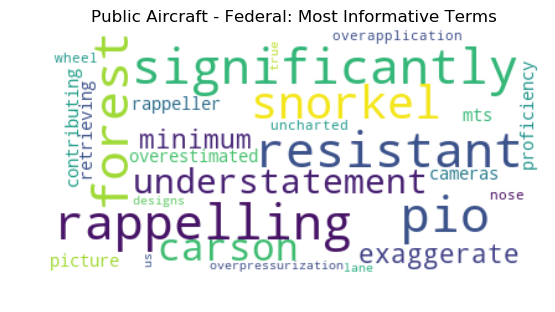 Public Aircraft - Federal: Most Informative Terms
overapplication
wheel
true
forest
significantly
contributing
retrieving
rappeller
snorkel
mts
proficiency
uncharted
minimum
overestimated
resistant
understatement
cameras
nose
designs
rappelling
pio
carson
exaggerate
picture
us
overpressurization
lane